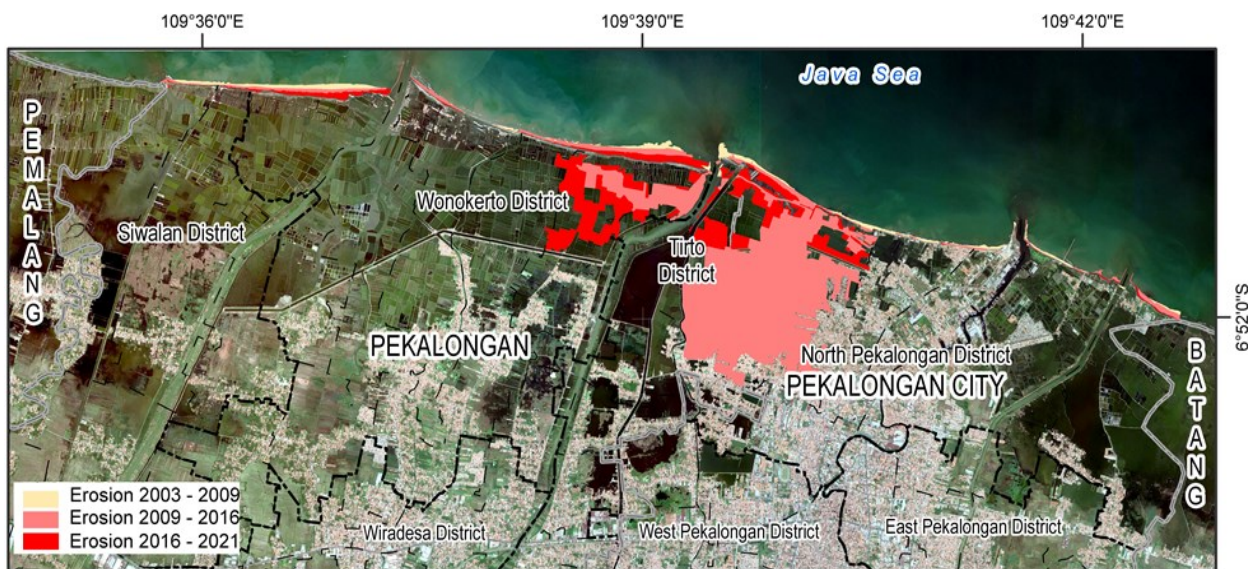 109°36'0"E
109°39'0"E
109°42'0"E
Java Sea
PEMALANG
Wonokerto District
Siwalan District
Tirto
District
6°52'0"S
PEKALONGAN
North Pekalongan District
PEKALONGAN CITY
BATANG
Erosion 2003 - 2009
Erosion 2009 - 2016
Erosion 2016 - 2021
Wiradesa District
West Pekalongan District
East Pekalongan District